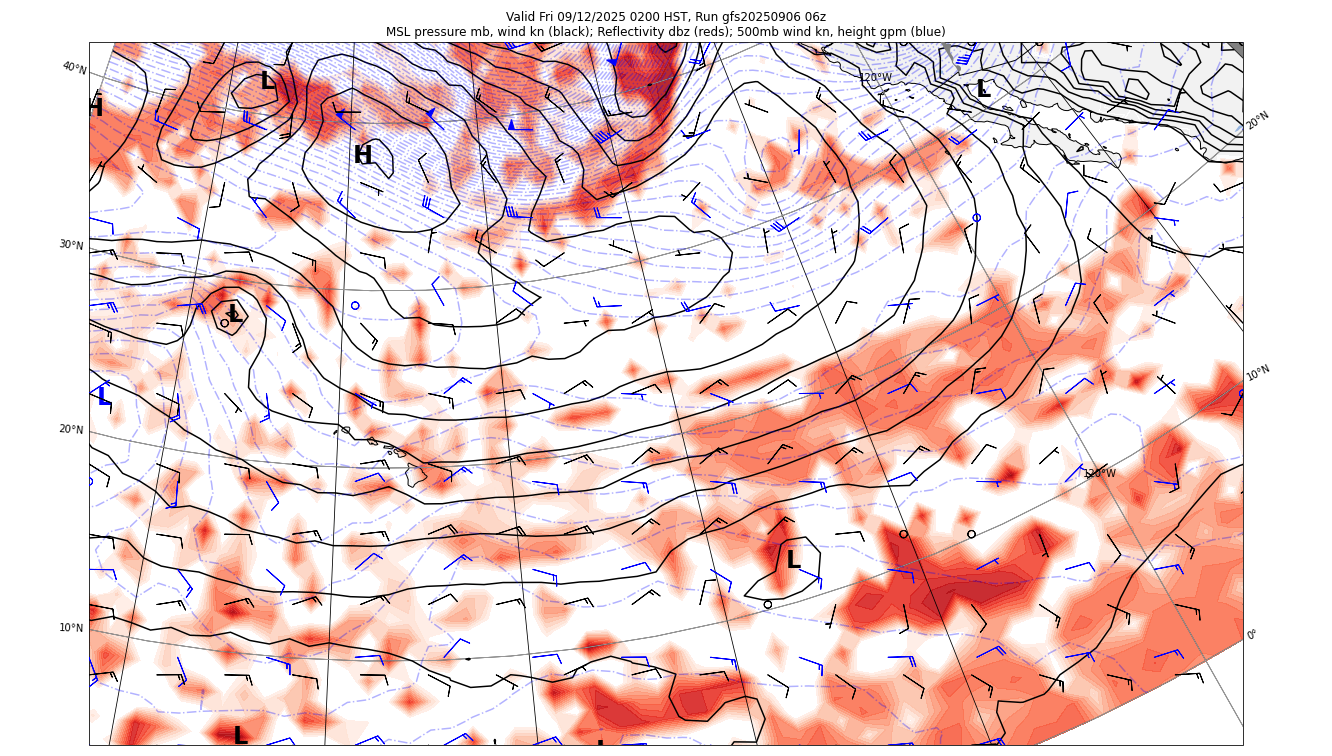 Valid Fri 09/12/2025 0200 HST, Run gfs20250906 06z
MSL pressure mb, wind kn (black); Reflectivity dbz (reds); 500mb wind kn, height gpm (blue)
40°N
120°W
L
L
H
20°N
H
30°N
L
10°N
L
20°N
120°W
L
10°N
0°
L
L